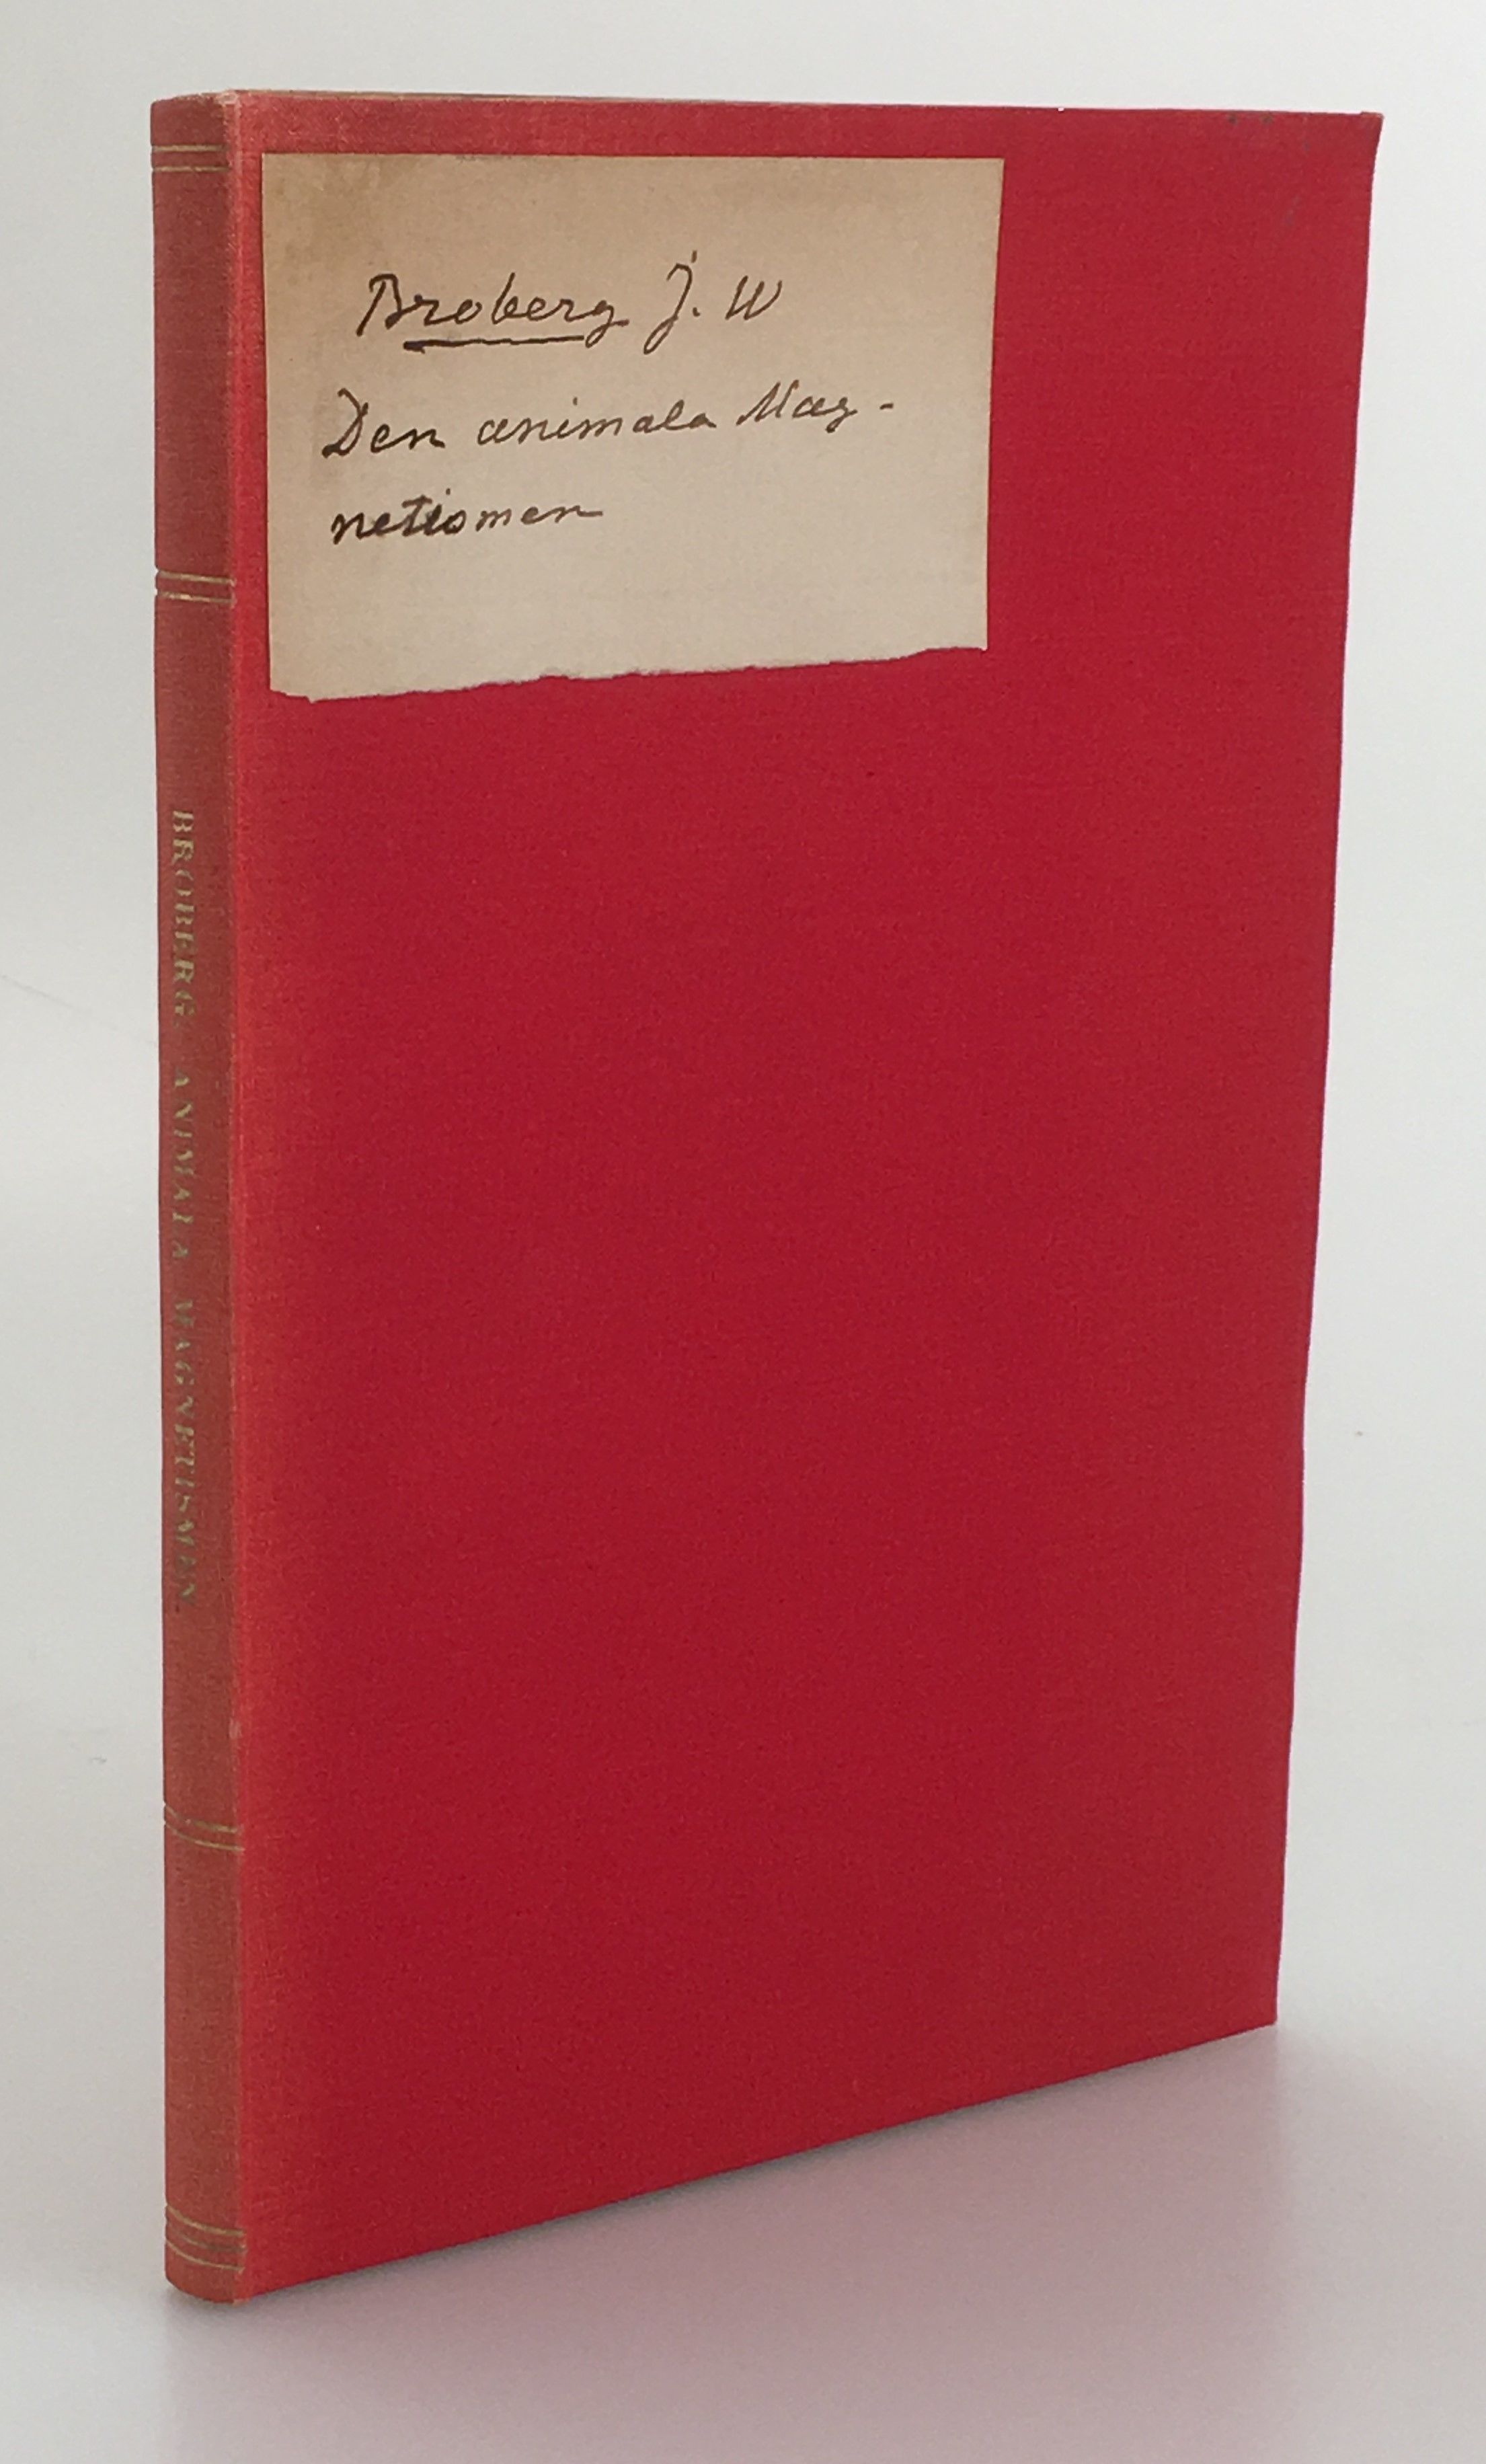 Broberg J. W
Den animala Mag-
netismen
BROBERG. ANIMALA MAGNETISMEN.